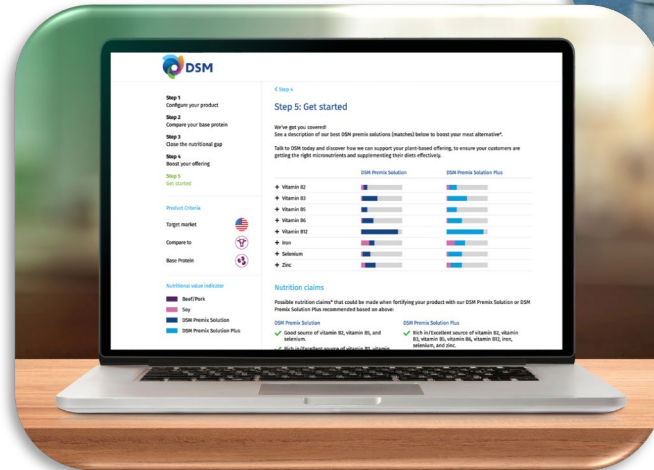 DSM
Step 1
Configure your product
Step 2
Compare your base protein
Step 3
Close the nutritional gap
Step 4
Boost your offering
Step 5
Get started
Product Criteria
Target market
Compare to
Base Protein
Nutritional value indicator
Beef/Pork
Soy
DSM Premix Solution
DSM Premix Solution Plus
< Step 4
Step 5: Get started
We've got you covered!
See a description of our best DSM premix solutions (matches) below to boost your meat alternative*.
Talk to DSM today and discover how we can support your plant-based offering, to ensure your customers are
getting the right micronutrients and supplementing their diets effectively.
DSM Premix Solution DSM Premix Solution Plus
+ Vitamin B2
+ Vitamin B3
+ Vitamin B5
+ Vitamin B6
+ Vitamin B12
+ Iron
+ Selenium
+ Zinc
Nutrition claims
Possible nutrition claims* that could be made when fortifying your product with our DSM Premix Solution or DSM
Premix Solution Plus recommended based on above:
DSM Premix Solution
Good source of vitamin B2, vitamin B5, and
selenium.
Rich in/Excellent source of vitamin B3, vitamin
DSM Premix Solution Plus
Rich in/Excellent source of vitamin B2, vitamin
B3, vitamin B5, vitamin B6, vitamin B12, iron,
selenium, and zinc.